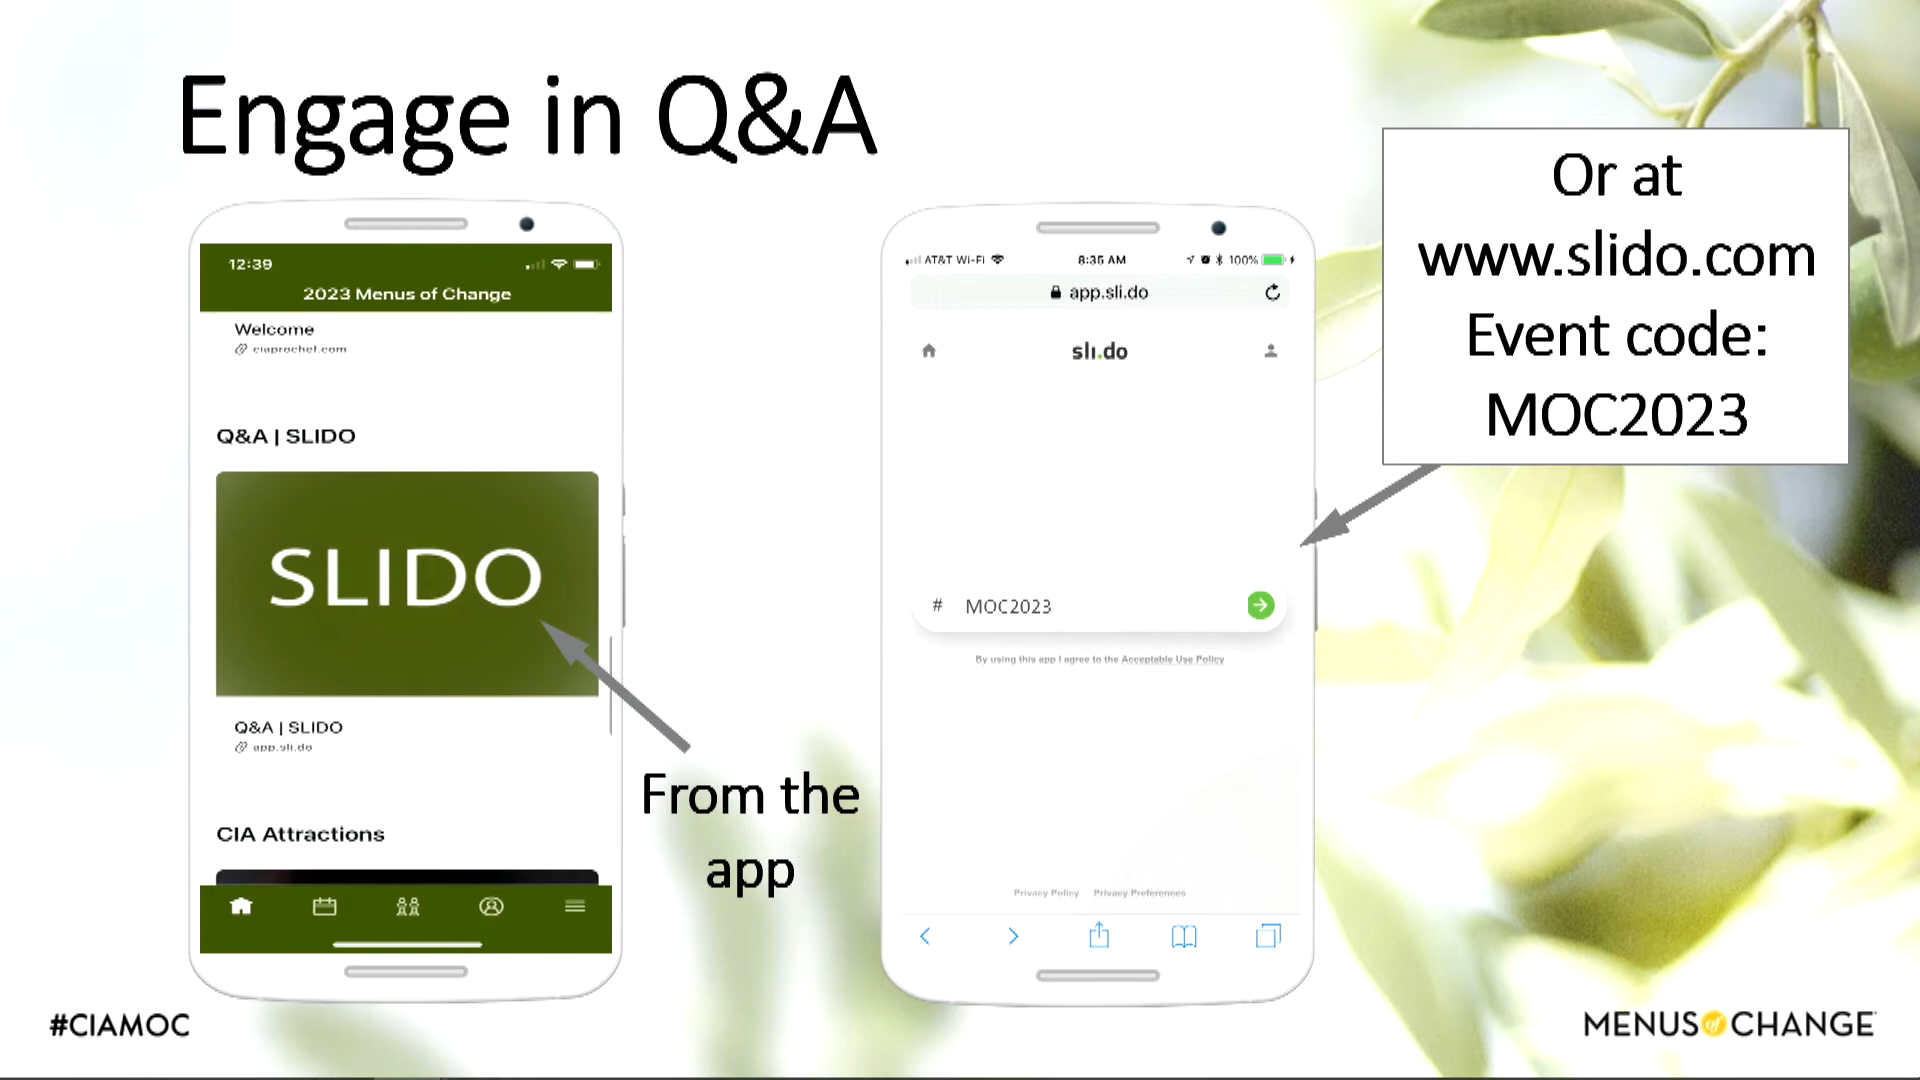 Engage in Q&A
12:39
2023 Menus of Change
Welcome
ciaprochef.com
Q&A | SLIDO
SLIDO
Q&A | SLIDO
app.sli.do
CIA Attractions
From the
app
AT&T Wi-Fi
8:35 AM
100%
app.sli.do
sli.do
# MOC2023
By using this app I agree to the Acceptable Use Policy
Privacy Policy Privacy Preferences
Or at
www.slido.com
Event code:
MOC2023
#CIAMOC
MENUS of CHANGE